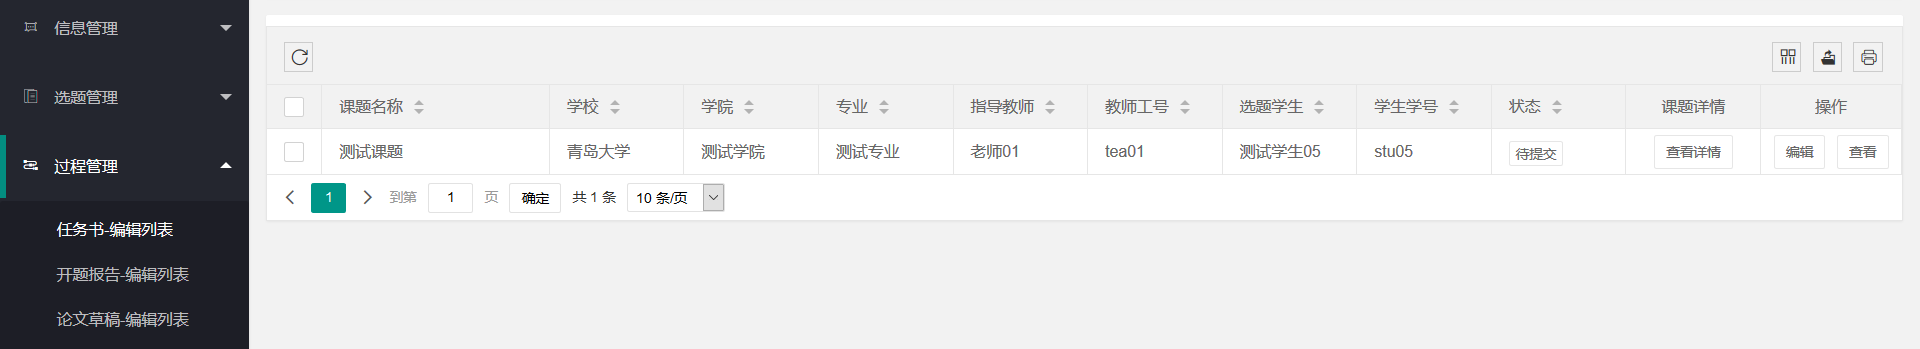 信息管理
选题管理
过程管理
任务书-编辑列表
开题报告-编辑列表
论文草稿-编辑列表
课题名称 学校 学院 专业 指导教师 教师工号 选题学生 学生学号 状态 课题详情 操作
测试课题 青岛大学 测试学院 测试专业 老师01 tea01 测试学生05 stu05 待提交 查看详情 编辑 查看
1 到第 1 页 确定 共 1 条 10 条/页